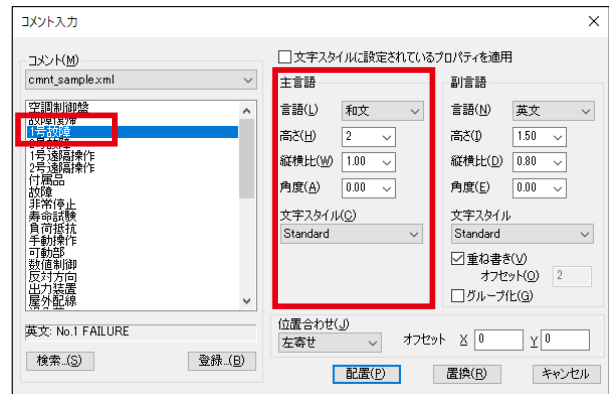 コメント入力
コメント(M)
cmnt_sample.xml
空調制御盤
故障復帰
1号故障
2号故障
1号遠隔操作
2号遠隔操作
付属品
故障
非常停止
寿命試験
負荷抵抗
手動操作
可動部
数値制御
反対方向
出力装置
屋外配線
英文: No.1 FAILURE
検索...(S)
登録...(B)
文字スタイルに設定されているプロパティを適用
主言語
言語(L) 和文
高さ(H) 2
縦横比(W) 1.00
角度(A) 0.00
文字スタイル(C)
Standard
副言語
言語(N) 英文
高さ(I) 1.50
縦横比(D) 0.80
角度(E) 0.00
文字スタイル
Standard
重ね書き(V)
オフセット(O) 2
グループ化(G)
位置合わせ(J)
左寄せ オフセット X 0 Y 0
配置(P) 置換(R) キャンセル